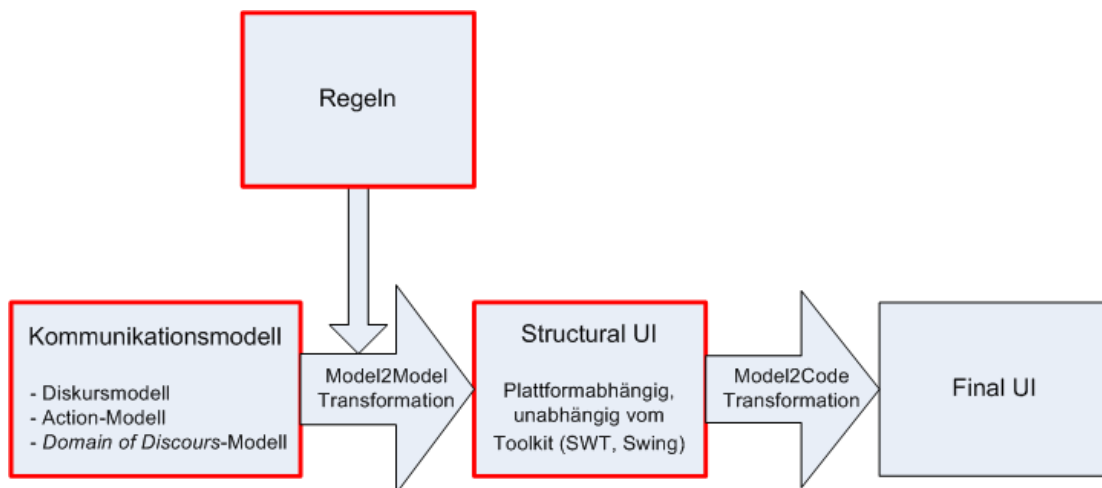 Regeln
Kommunikationsmodell
- Diskursmodell
- Action-Modell
- Domain of Discours-Modell
Model2Model
Transformation
Structural UI
Plattformabhängig,
unabhängig vom
Toolkit (SWT, Swing)
Model2Code
Transformation
Final UI